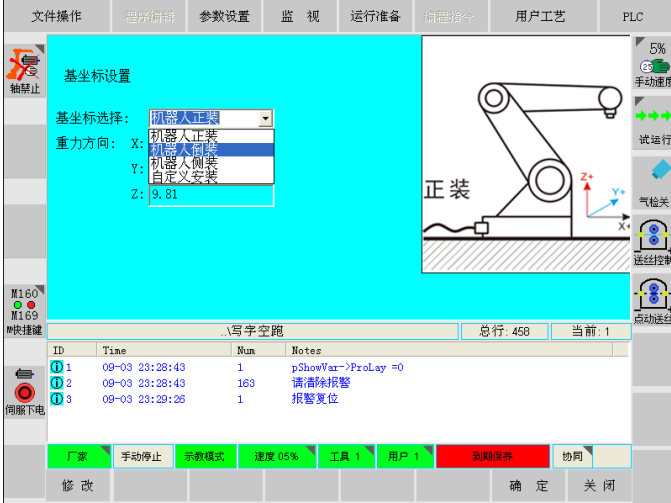 文件操作 程序编辑 参数设置 监 视 运行准备 编程指令 用户工艺 PLC
轴禁止
5%
25
手动速度
基坐标设置
基坐标选择: 机器人正装
机器人正装
机器人倒装
机器人侧装
自定义安装
重力方向: X:
Y:
Z: 9.81
正装
Z+
Y+
X+
试运行
气检关
送丝控制
点动送丝
M160
M169
M快捷键
伺服下电
..\写字空跑 总行: 458 当前: 1
ID Time Num Notes
1 09-03 23:28:43 1 pShowVar->ProLay =0
2 09-03 23:28:43 163 请清除报警
3 09-03 23:29:26 1 报警复位
厂家 手动停止 示教模式 速度 05% 工具 1 用户 1 到期保养 协同
修 改 确 定 关 闭